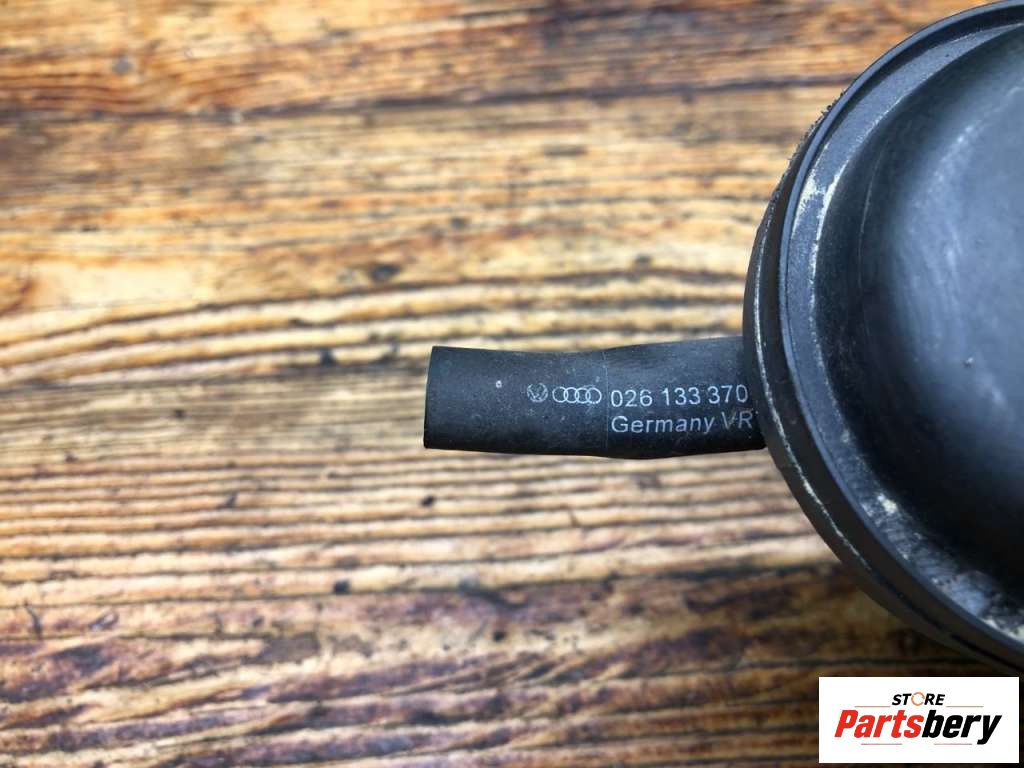 026 133 370
Germany VR
STORE
Partsbery